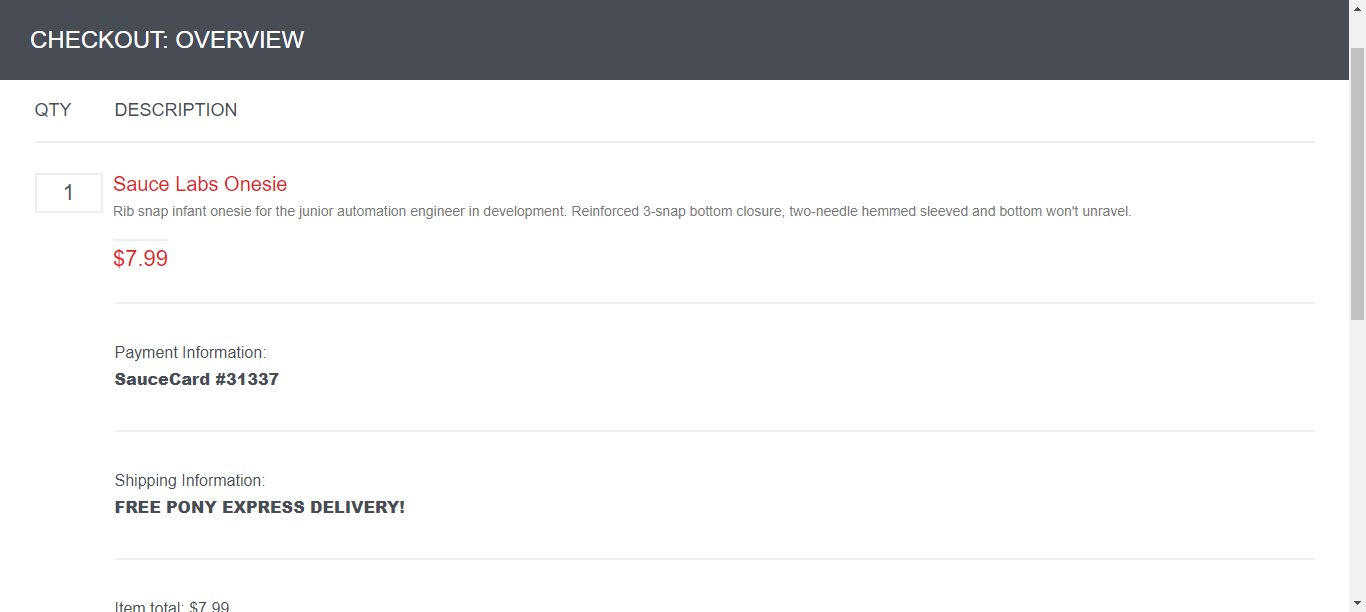 CHECKOUT: OVERVIEW
QTY DESCRIPTION
1 Sauce Labs Onesie
Rib snap infant onesie for the junior automation engineer in development. Reinforced 3-snap bottom closure, two-needle hemmed sleeved and bottom won't unravel.
$7.99
Payment Information:
SauceCard #31337
Shipping Information:
FREE PONY EXPRESS DELIVERY!
Item total: $7.99